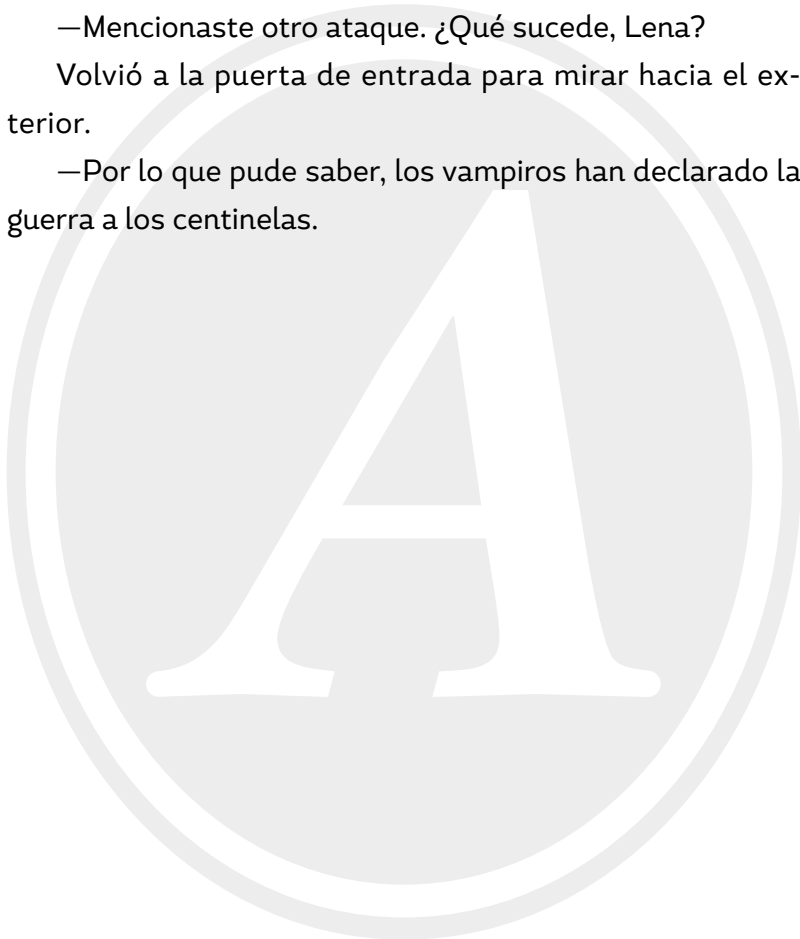 —Mencionaste otro ataque. ¿Qué sucede, Lena?
Volvió a la puerta de entrada para mirar hacia el ex-
terior.
—Por lo que pude saber, los vampiros han declarado la
guerra a los centinelas.
A